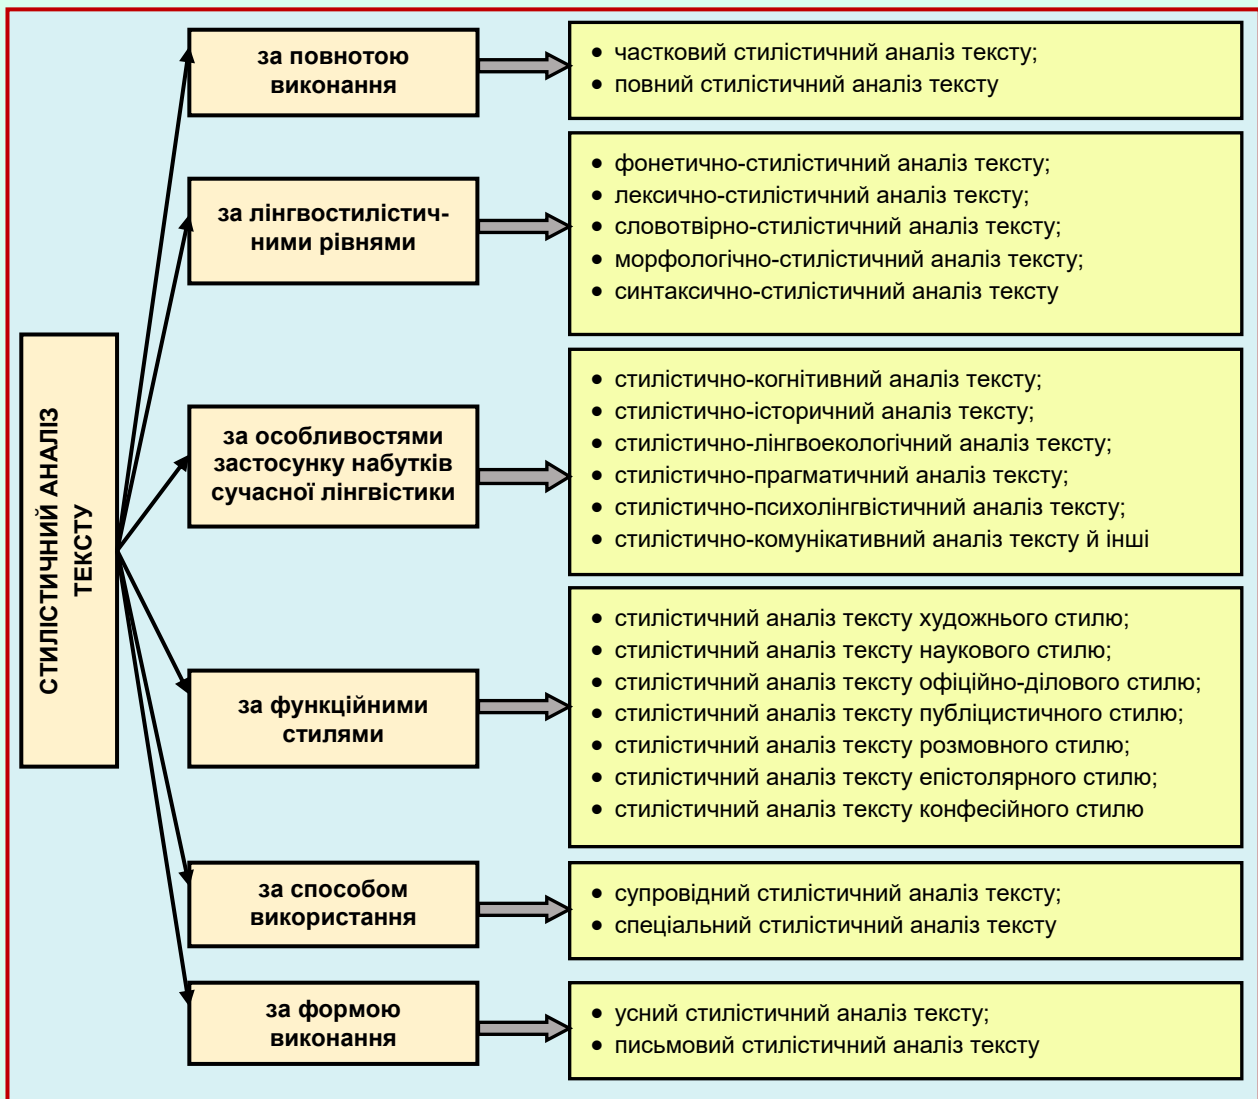 СТИЛІСТИЧНИЙ АНАЛІЗ
ТЕКСТУ
за повнотою
виконання
• частковий стилістичний аналіз тексту;
• повний стилістичний аналіз тексту
за лінгвостилістич-
ними рівнями
• фонетично-стилістичний аналіз тексту;
• лексично-стилістичний аналіз тексту;
• словотвірно-стилістичний аналіз тексту;
• морфологічно-стилістичний аналіз тексту;
• синтаксично-стилістичний аналіз тексту
за особливостями
застосунку набутків
сучасної лінгвістики
• стилістично-когнітивний аналіз тексту;
• стилістично-історичний аналіз тексту;
• стилістично-лінгвоекологічний аналіз тексту;
• стилістично-прагматичний аналіз тексту;
• стилістично-психолінгвістичний аналіз тексту;
• стилістично-комунікативний аналіз тексту й інші
за функційними
стилями
• стилістичний аналіз тексту художнього стилю;
• стилістичний аналіз тексту наукового стилю;
• стилістичний аналіз тексту офіційно-ділового стилю;
• стилістичний аналіз тексту публіцистичного стилю;
• стилістичний аналіз тексту розмовного стилю;
• стилістичний аналіз тексту епістолярного стилю;
• стилістичний аналіз тексту конфесійного стилю
за способом
використання
• супровідний стилістичний аналіз тексту;
• спеціальний стилістичний аналіз тексту
за формою
виконання
• усний стилістичний аналіз тексту;
• письмовий стилістичний аналіз тексту